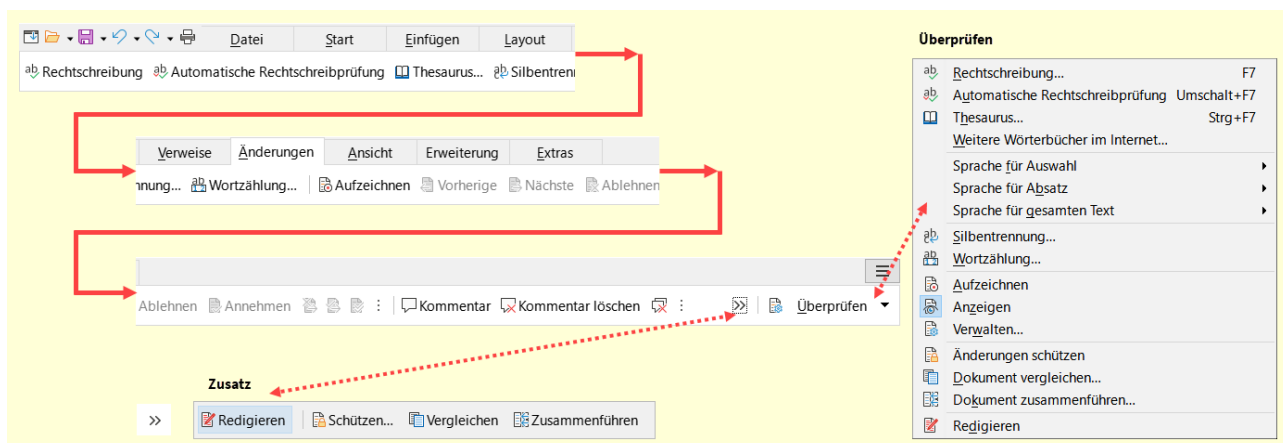 Datei Start Einfügen Layout
Rechtschreibung Automatische Rechtschreibprüfung Thesaurus... Silbentrenn
Verweise Änderungen Ansicht Erweiterung Extras
nnung... Wortzählung... Aufzeichnen Vorherige Nächste Ablehnen
Ablehnen Annehmen Kommentar Kommentar löschen Überprüfen
Zusatz
Redigieren Schützen... Vergleichen Zusammenführen
Überprüfen
Rechtschreibung... F7
Automatische Rechtschreibprüfung Umschalt+F7
Thesaurus... Strg+F7
Weitere Wörterbücher im Internet...
Sprache für Auswahl
Sprache für Absatz
Sprache für gesamten Text
Silbentrennung...
Wortzählung...
Aufzeichnen
Anzeigen
Verwalten...
Änderungen schützen
Dokument vergleichen...
Dokument zusammenführen...
Redigieren